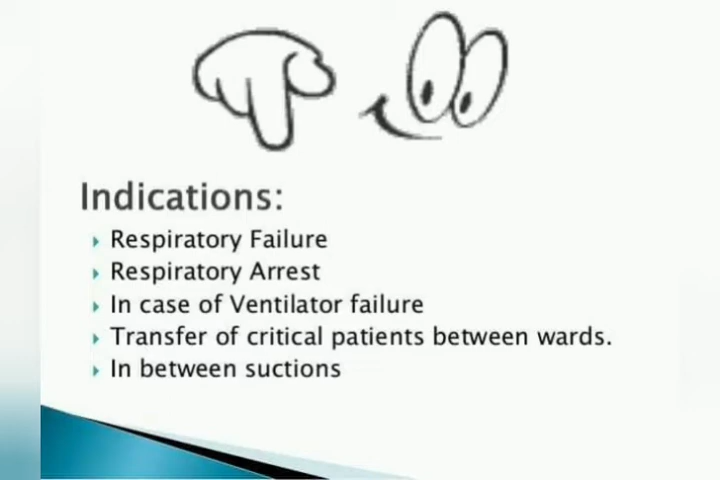 Indications:
Respiratory Failure
Respiratory Arrest
In case of Ventilator failure
Transfer of critical patients between wards.
In between suctions